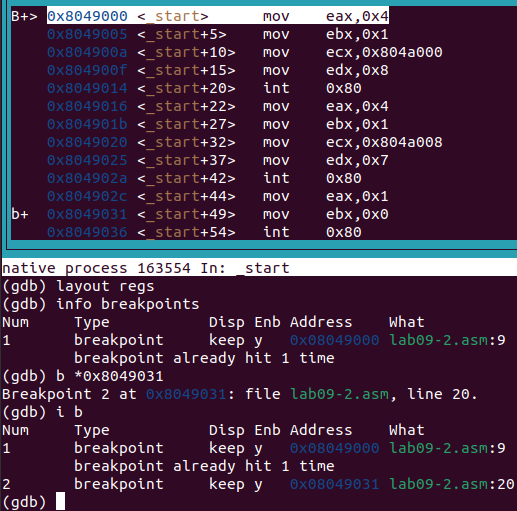 B+> 0x8049000 <_start>      mov    eax,0x4
    0x8049005 <_start+5>    mov    ebx,0x1
    0x804900a <_start+10>   mov    ecx,0x804a000
    0x804900f <_start+15>   mov    edx,0x8
    0x8049014 <_start+20>   int    0x80
    0x8049016 <_start+22>   mov    eax,0x4
    0x804901b <_start+27>   mov    ebx,0x1
    0x8049020 <_start+32>   mov    ecx,0x804a008
    0x8049025 <_start+37>   mov    edx,0x7
    0x804902a <_start+42>   int    0x80
    0x804902c <_start+44>   mov    eax,0x1
b+  0x8049031 <_start+49>   mov    ebx,0x0
    0x8049036 <_start+54>   int    0x80
native process 163554 In: _start
(gdb) layout regs
(gdb) info breakpoints
Num     Type           Disp Enb Address    What
1       breakpoint     keep y   0x08049000 lab09-2.asm:9
        breakpoint already hit 1 time
(gdb) b *0x8049031
Breakpoint 2 at 0x8049031: file lab09-2.asm, line 20.
(gdb) i b
Num     Type           Disp Enb Address    What
1       breakpoint     keep y   0x08049000 lab09-2.asm:9
        breakpoint already hit 1 time
2       breakpoint     keep y   0x08049031 lab09-2.asm:20
(gdb)